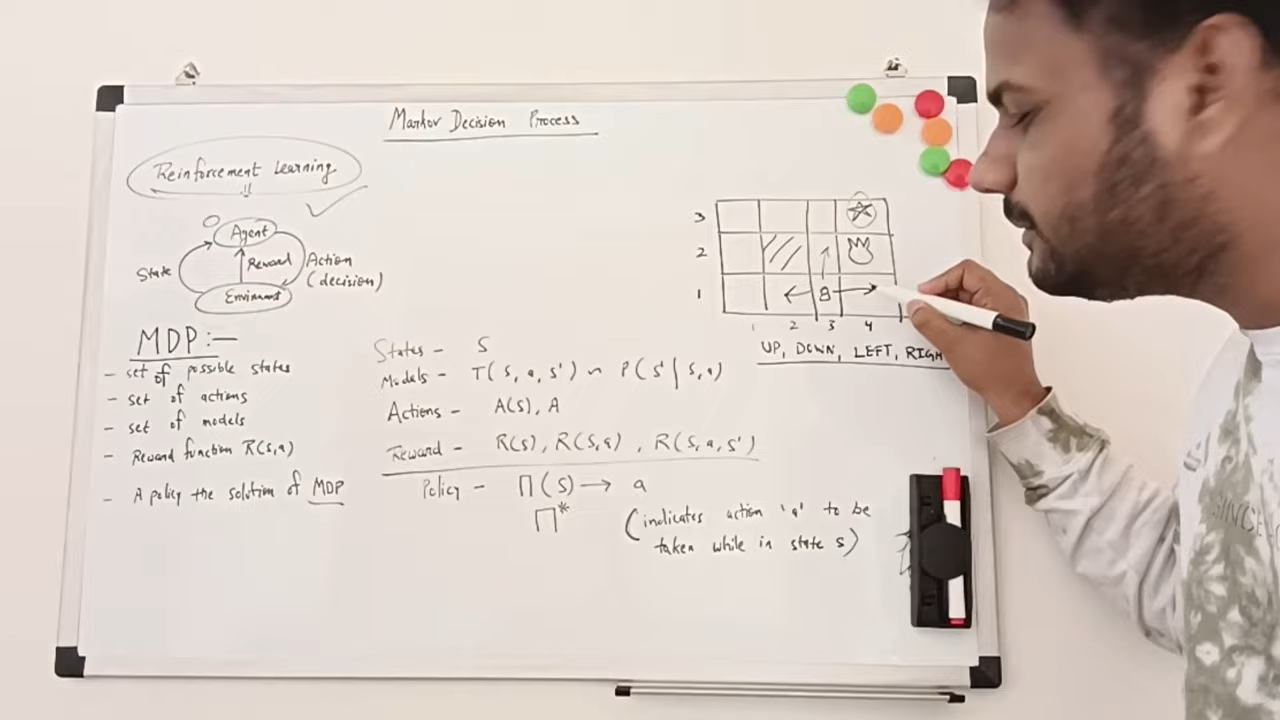 Markov Decision Process
Reinforcement Learning
Agent
State
Reward
Action
(decision)
MDP :-
- set of possible states
- set of actions
- set of models
- Reward function R(s,a)
- A policy the solution of MDP
States - S
Models - T(s, a, s') ~ P(s' | s, a)
Actions - A(s), A
Reward - R(s), R(s,a), R(s, a, s')
Policy - Π(s) → a
Π*
(indicates action 'a' to be
taken while in state s)
3
2
1
1 2 3 4
UP, DOWN, LEFT, RIGH
SINCE